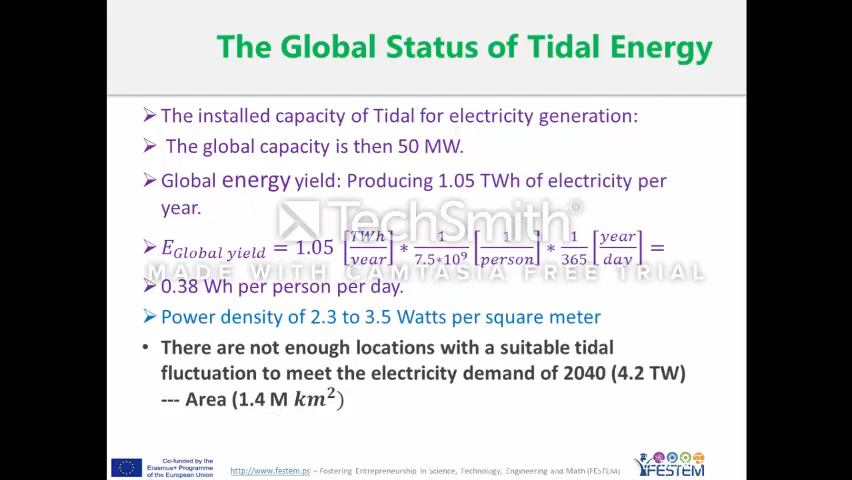 The Global Status of Tidal Energy
➢The installed capacity of Tidal for electricity generation:
➢ The global capacity is then 50 MW.
➢Global energy yield: Producing 1.05 TWh of electricity per
year.
TechSmith®
➢E_{Global yield} = 1.05 [TWh/year] * 1/(7.5*10⁹) [1/person] * 1/365 [year/day] =
MADE WITH CAMTASIA FREE TRIAL
➢0.38 Wh per person per day.
➢Power density of 2.3 to 3.5 Watts per square meter
• There are not enough locations with a suitable tidal
fluctuation to meet the electricity demand of 2040 (4.2 TW)
--- Area (1.4 M km²)
Co-funded by the
Erasmus+ Programme
of the European Union
http://www.festem.ps – Fostering Entrepreneurship in Science, Technology, Engineering and Math (FESTEM)
FESTEM